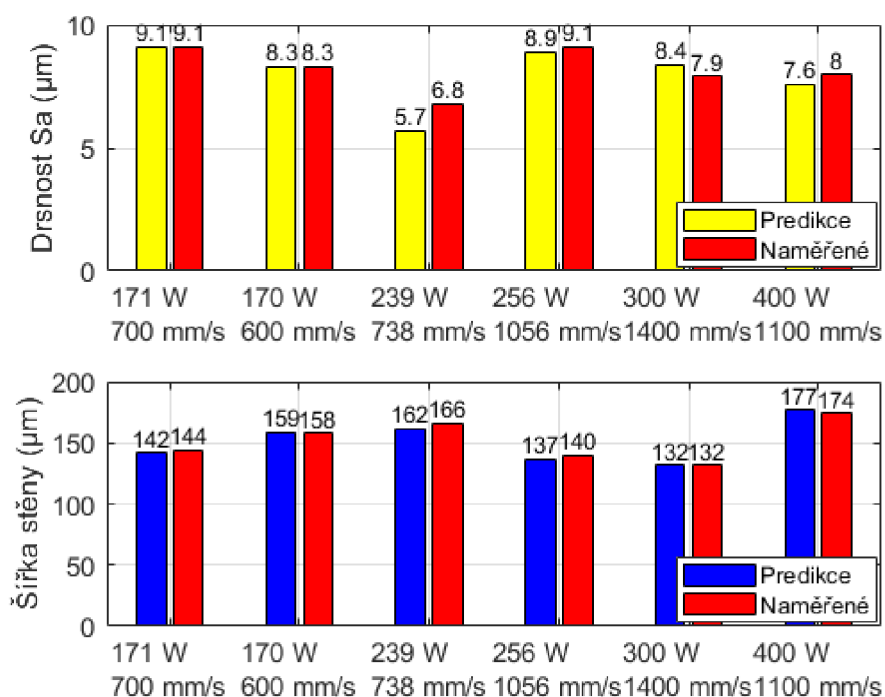 Drsnost Sa (µm)
10
5
0
9.1 9.1 8.3 8.3 5.7 6.8 8.9 9.1 8.4 7.9 7.6 8
Predikce
Naměřené
171 W 170 W 239 W 256 W 300 W 400 W
700 mm/s 600 mm/s 738 mm/s 1056 mm/s 1400 mm/s 1100 mm/s
Šířka stěny (µm)
200
150
100
50
0
142 144 159 158 162 166 137 140 132 132 177 174
Predikce
Naměřené
171 W 170 W 239 W 256 W 300 W 400 W
700 mm/s 600 mm/s 738 mm/s 1056 mm/s 1400 mm/s 1100 mm/s